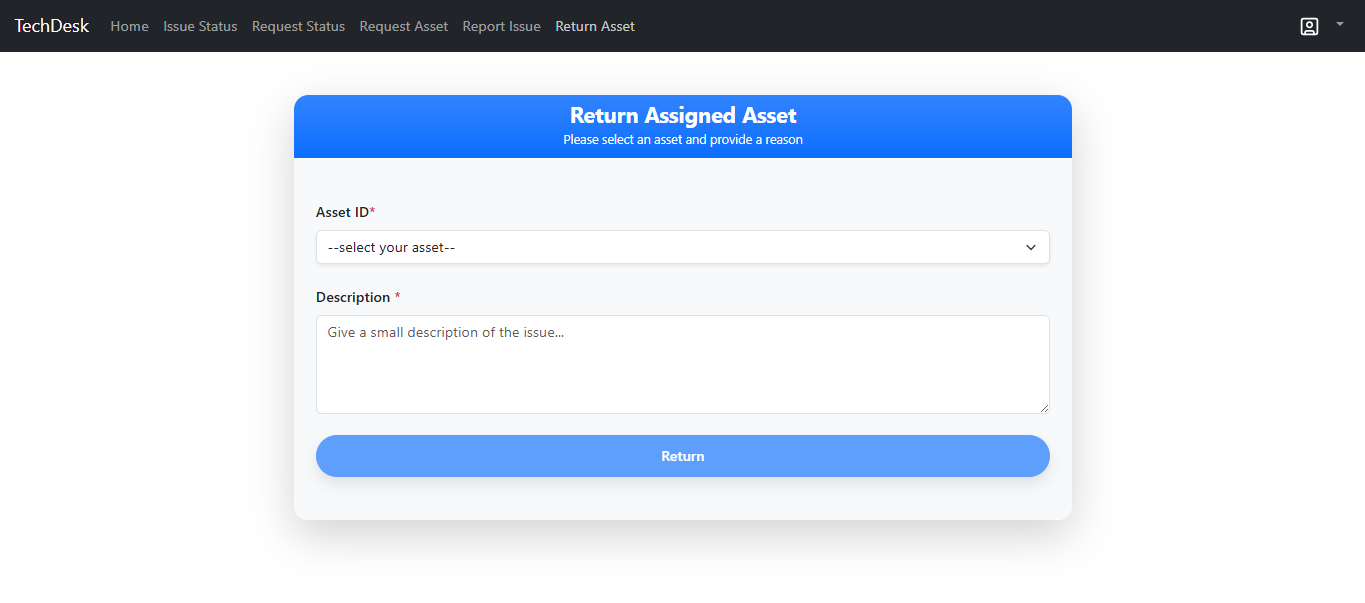 TechDesk Home Issue Status Request Status Request Asset Report Issue Return Asset
Return Assigned Asset
Please select an asset and provide a reason
Asset ID*
--select your asset--
Description *
Give a small description of the issue...
Return